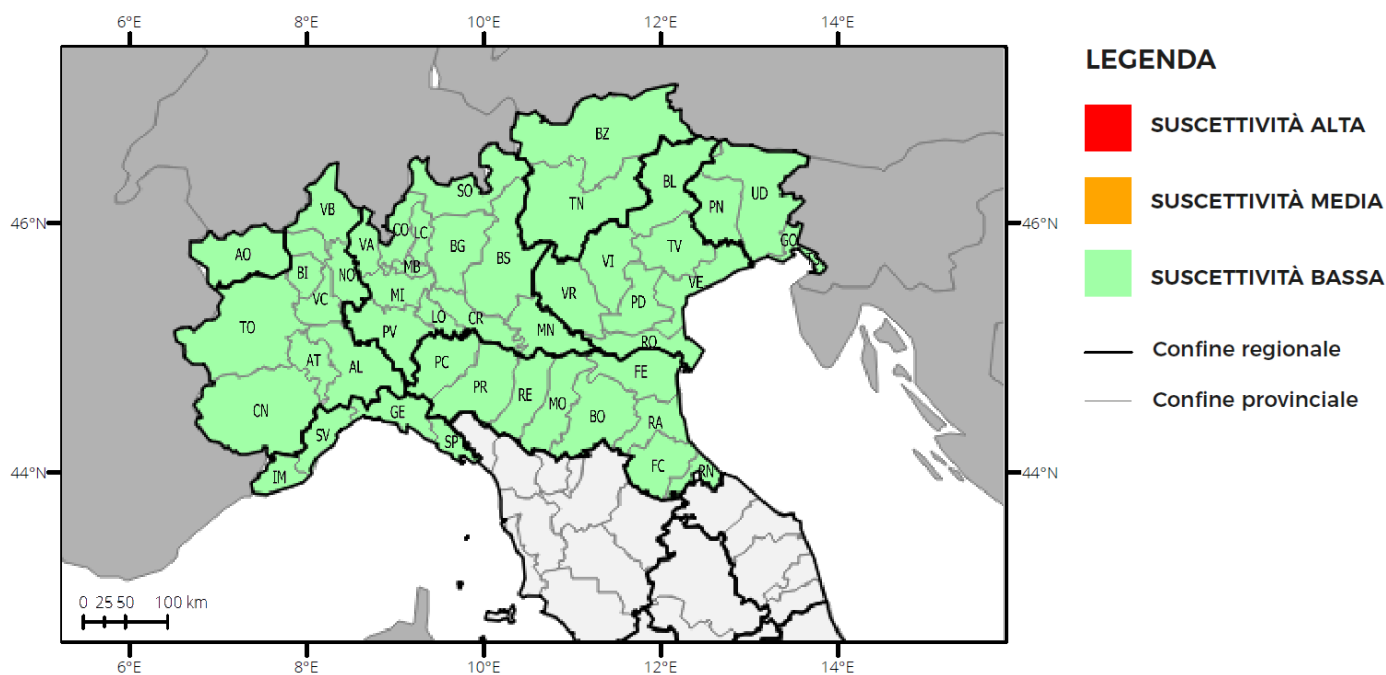 6°E 8°E 10°E 12°E 14°E
LEGENDA
SUSCETTIVITÀ ALTA
SUSCETTIVITÀ MEDIA
SUSCETTIVITÀ BASSA
Confine regionale
Confine provinciale
46°N 46°N
44°N 44°N
BZ
SO BL UD
VB TN PN
CO LC GO
VA BG TV
AO BS VI
BI NO MB VE
VC MI VR PD
LO CR
TO PV MN RO
AT AL PC FE
PR RE MO
CN GE BO RA
SV SP
IM FC RN
0 25 50 100 km
6°E 8°E 10°E 12°E 14°E